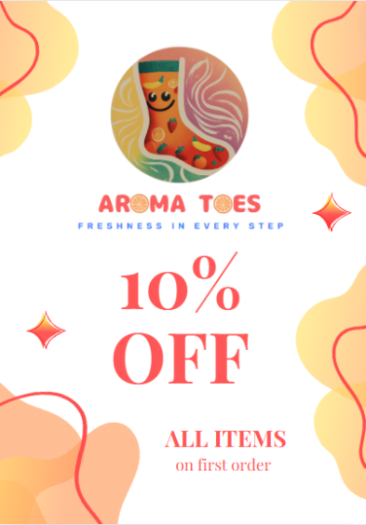 AROMA TOES
FRESHNESS IN EVERY STEP
10%
OFF
ALL ITEMS
on first order